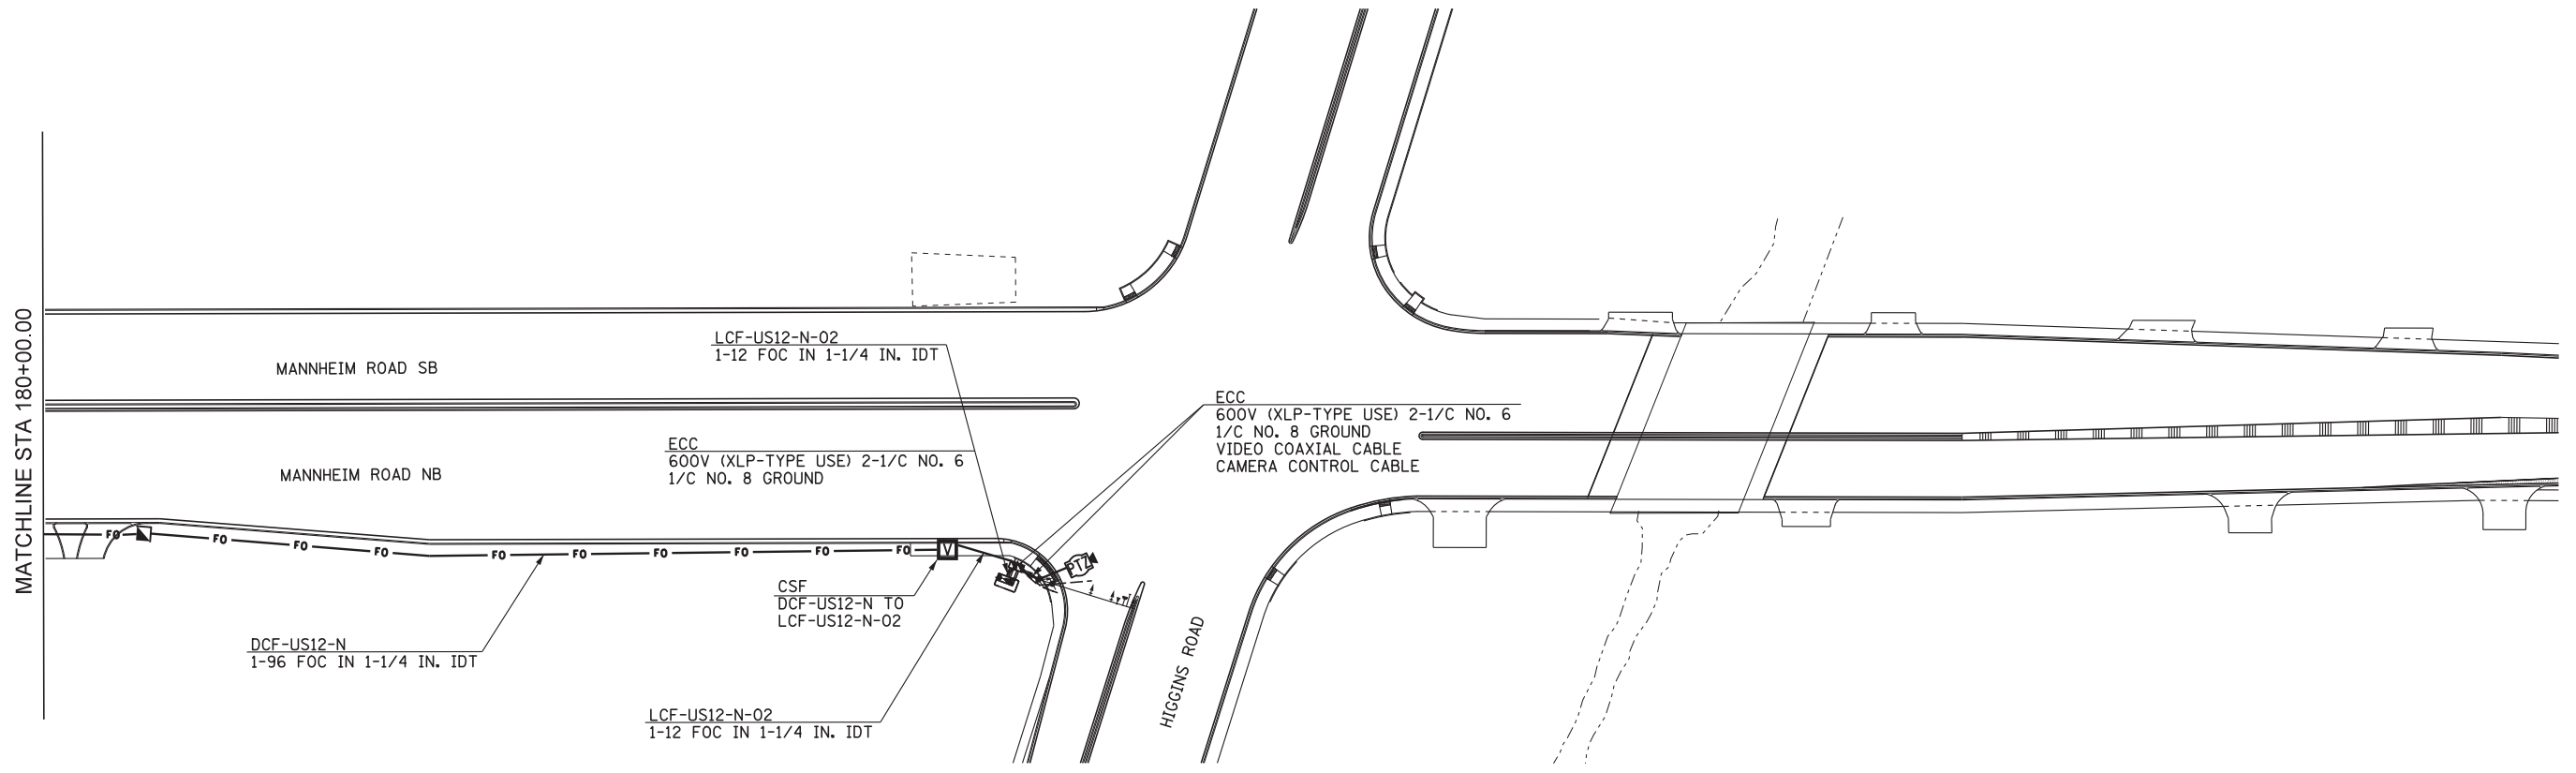 MATCHLINE STA 180+00.00
LCF-US12-N-02
1-12 FOC IN 1-1/4 IN. IDT
MANNHEIM ROAD SB
ECC
600V (XLP-TYPE USE) 2-1/C NO. 6
1/C NO. 8 GROUND
VIDEO COAXIAL CABLE
CAMERA CONTROL CABLE
ECC
600V (XLP-TYPE USE) 2-1/C NO. 6
1/C NO. 8 GROUND
MANNHEIM ROAD NB
FO
FO
FO
FO
FO
FO
FO
FO
FO
FO
V
PTZ
CSF
DCF-US12-N TO
LCF-US12-N-02
DCF-US12-N
1-96 FOC IN 1-1/4 IN. IDT
HIGGINS ROAD
LCF-US12-N-02
1-12 FOC IN 1-1/4 IN. IDT